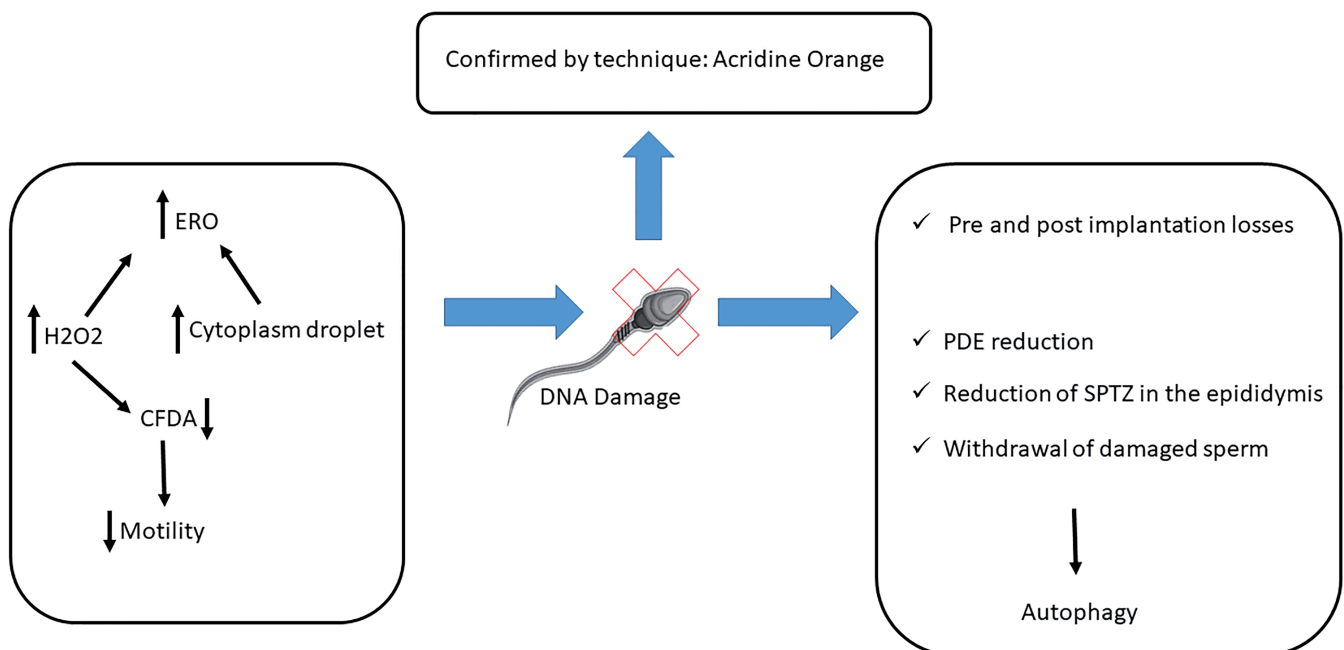 Confirmed by technique: Acridine Orange
ERO
H2O2
Cytoplasm droplet
CFDA
Motility
DNA Damage
✓ Pre and post implantation losses
✓ PDE reduction
✓ Reduction of SPTZ in the epididymis
✓ Withdrawal of damaged sperm
Autophagy